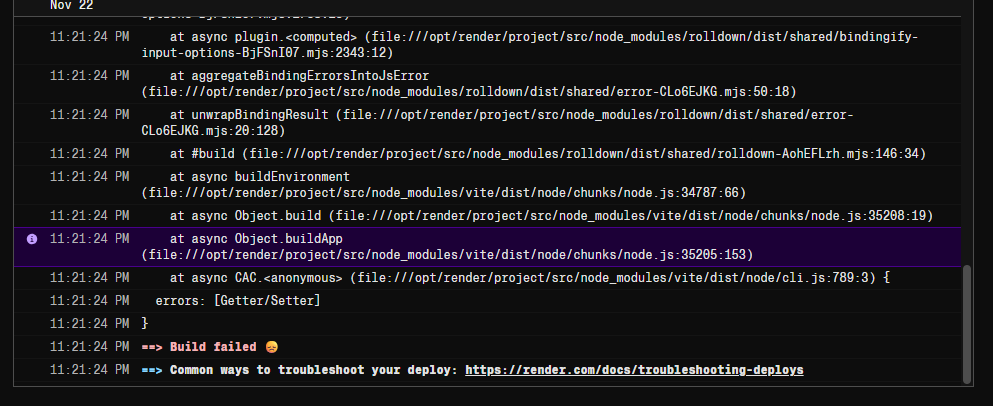 Nov 22
11:21:24 PM at async plugin.<computed> (file:///opt/render/project/src/node_modules/rolldown/dist/shared/bindingify-
input-options-BjFSnI07.mjs:2343:12)
11:21:24 PM at aggregateBindingErrorsIntoJsError
(file:///opt/render/project/src/node_modules/rolldown/dist/shared/error-CLo6EJKG.mjs:50:18)
11:21:24 PM at unwrapBindingResult (file:///opt/render/project/src/node_modules/rolldown/dist/shared/error-
CLo6EJKG.mjs:20:128)
11:21:24 PM at #build (file:///opt/render/project/src/node_modules/rolldown/dist/shared/rolldown-AohEFLrh.mjs:146:34)
11:21:24 PM at async buildEnvironment
(file:///opt/render/project/src/node_modules/vite/dist/node/chunks/node.js:34787:66)
11:21:24 PM at async Object.build (file:///opt/render/project/src/node_modules/vite/dist/node/chunks/node.js:35208:19)
11:21:24 PM at async Object.buildApp
(file:///opt/render/project/src/node_modules/vite/dist/node/chunks/node.js:35205:153)
11:21:24 PM at async CAC.<anonymous> (file:///opt/render/project/src/node_modules/vite/dist/node/cli.js:789:3) {
11:21:24 PM errors: [Getter/Setter]
11:21:24 PM }
11:21:24 PM ==> Build failed 😞
11:21:24 PM ==> Common ways to troubleshoot your deploy: https://render.com/docs/troubleshooting-deploys